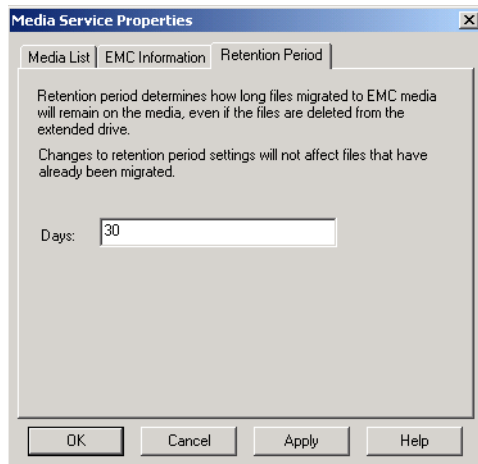 Media Service Properties
Media List EMC Information Retention Period
Retention period determines how long files migrated to EMC media
will remain on the media, even if the files are deleted from the
extended drive.
Changes to retention period settings will not affect files that have
already been migrated.
Days: 30
OK Cancel Apply Help